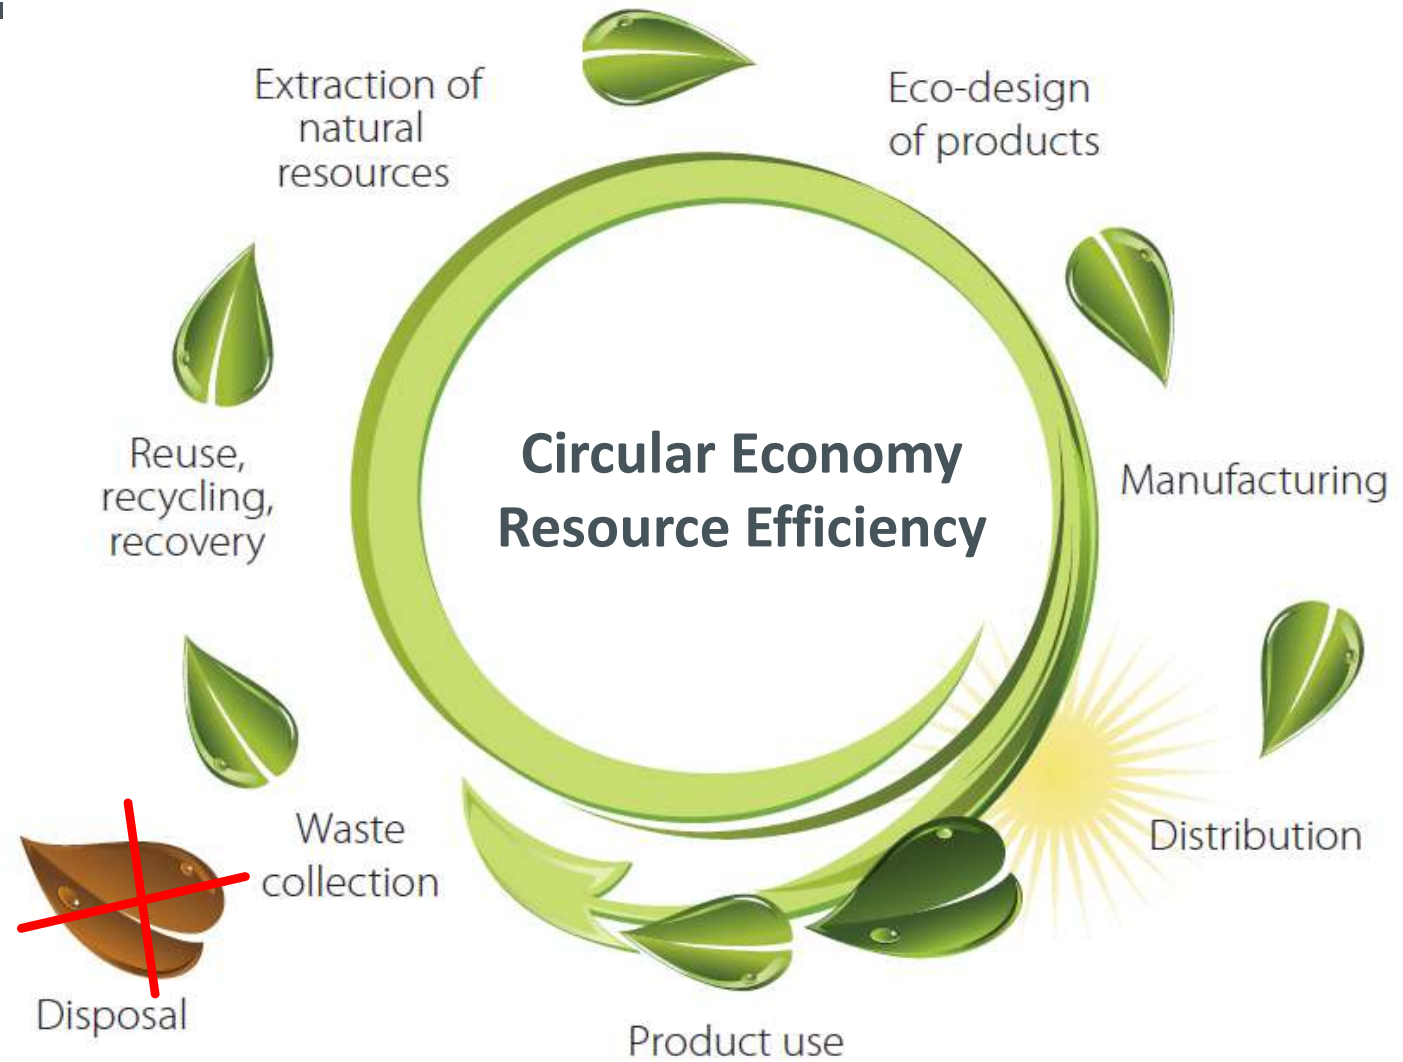 Extraction of
natural
resources
Eco-design
of products
Reuse,
recycling,
recovery
Circular Economy
Resource Efficiency
Manufacturing
Waste
collection
Distribution
Disposal
Product use